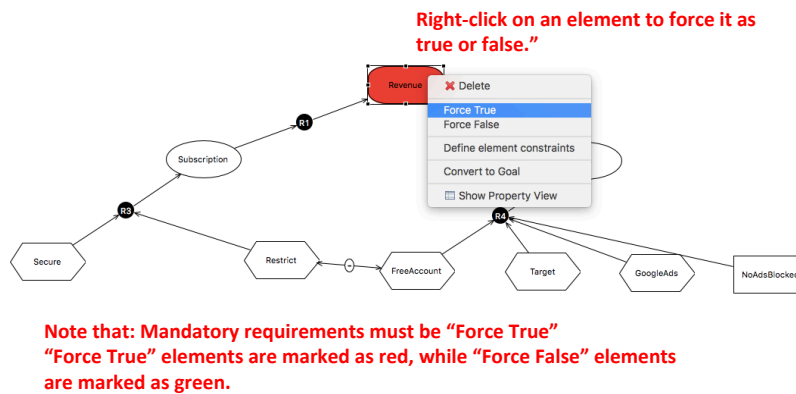 Right-click on an element to force it as
true or false.”
Revenue
Delete
Force True
Force False
Define element constraints
Convert to Goal
Show Property View
R1
Subscription
R3
R4
Secure
Restrict
-
FreeAccount
Target
GoogleAds
NoAdsBlocked
Note that: Mandatory requirements must be “Force True”
“Force True” elements are marked as red, while “Force False” elements
are marked as green.